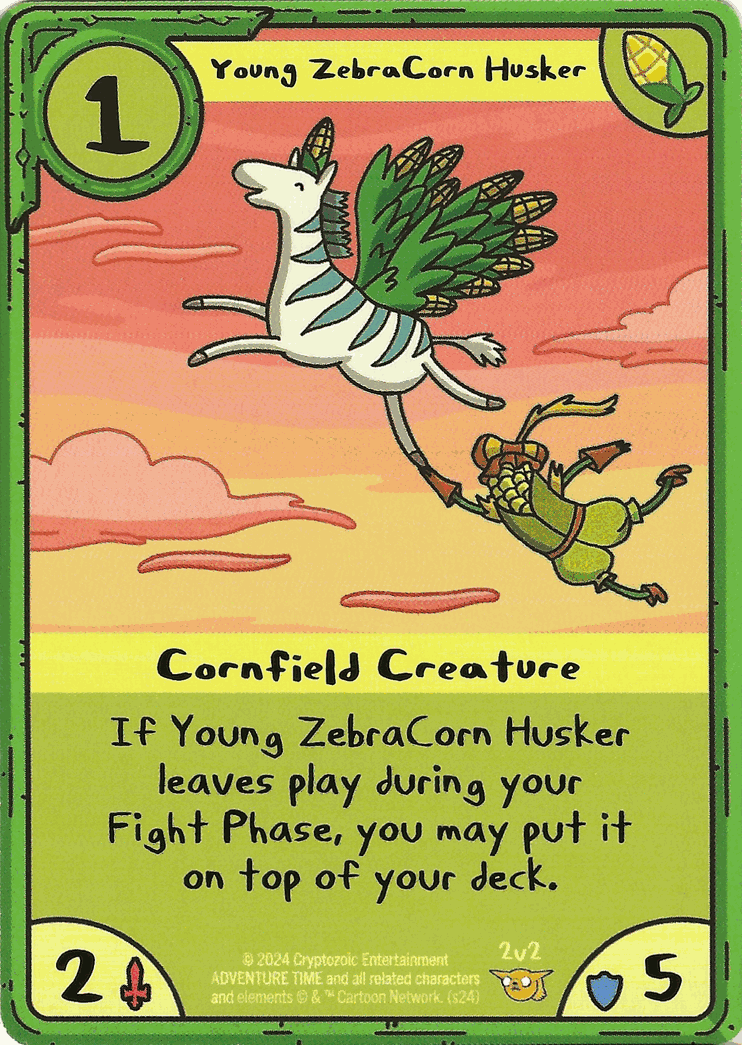 1
Young ZebraCorn Husker
Cornfield Creature
If Young ZebraCorn Husker
leaves play during your
Fight Phase, you may put it
on top of your deck.
2
© 2024 Cryptozoic Entertainment
ADVENTURE TIME and all related characters
and elements © & ™ Cartoon Network. (s24)
2v2
5